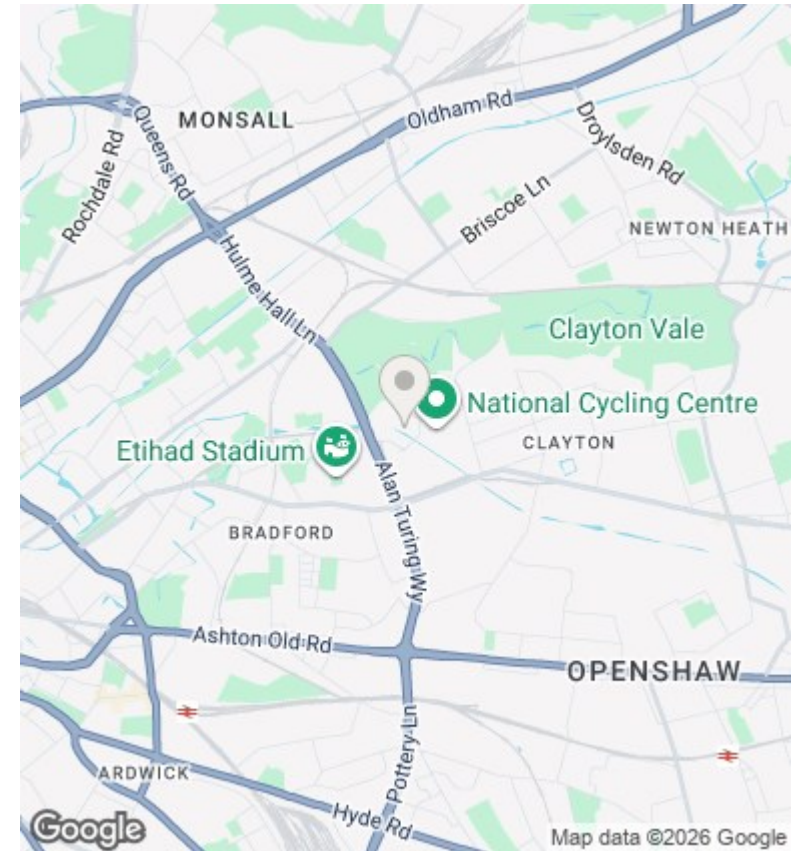 MONSALL
Oldham Rd
Queens Rd
Rochdale Rd
Droylsden Rd
Briscoe Ln
NEWTON HEATH
Hulme Hall Ln
Clayton Vale
National Cycling Centre
Etihad Stadium
CLAYTON
Alan Turing Wy
BRADFORD
Ashton Old Rd
OPENSHAW
Pottery Ln
ARDWICK
Hyde Rd
Google
Map data ©2026 Google